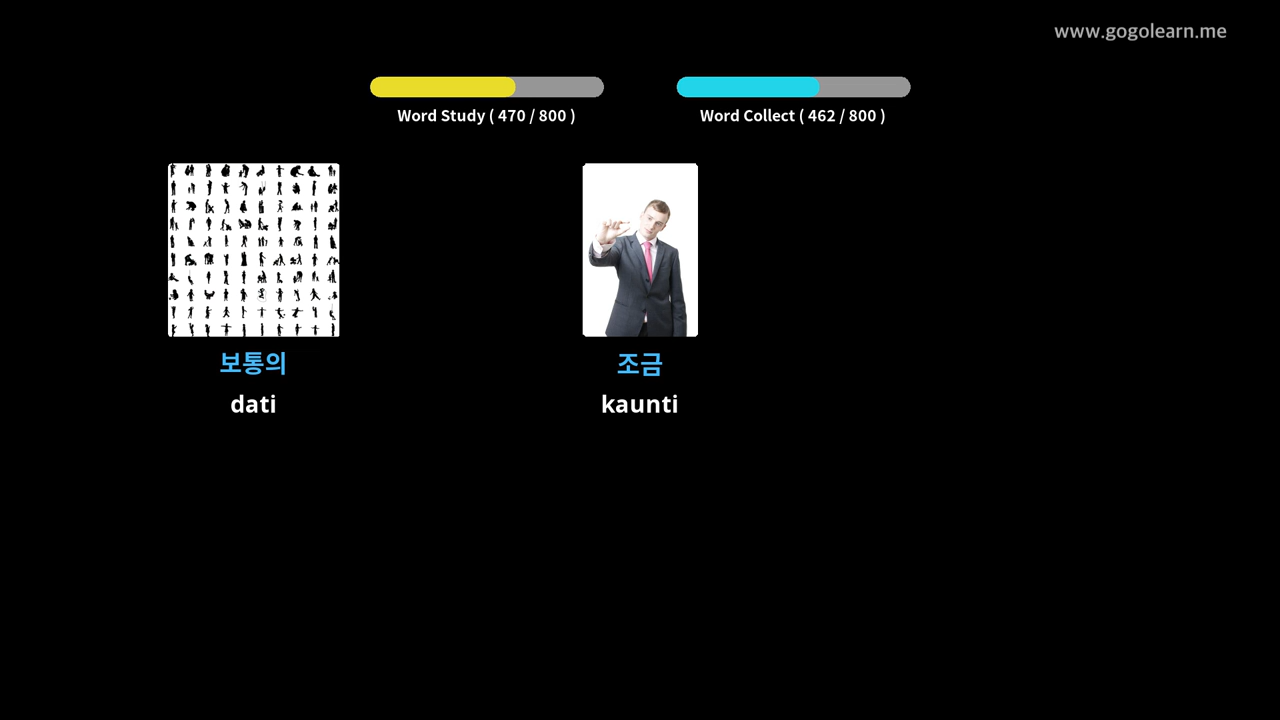 www.gogolearn.me
Word Study ( 470 / 800 )
Word Collect ( 462 / 800 )
보통의
조금
dati
kaunti